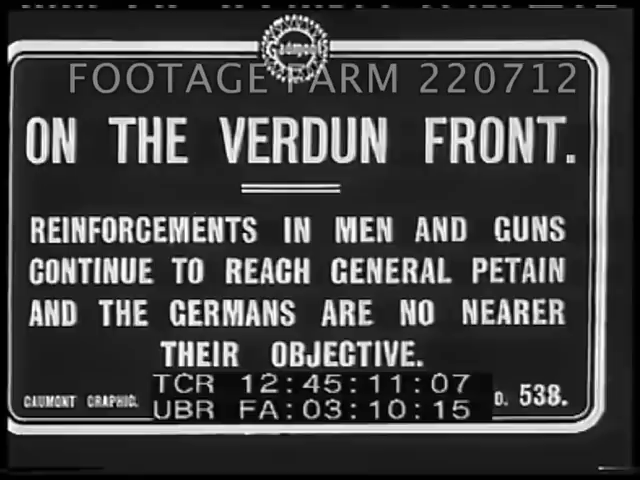 Gaumont
FOOTAGE FARM 220712
ON THE VERDUN FRONT.
REINFORCEMENTS IN MEN AND GUNS
CONTINUE TO REACH GENERAL PETAIN
AND THE GERMANS ARE NO NEARER
THEIR OBJECTIVE.
TCR 12:45:11:07
GAUMONT GRAPHIC. O. 538.
UBR FA:03:10:15